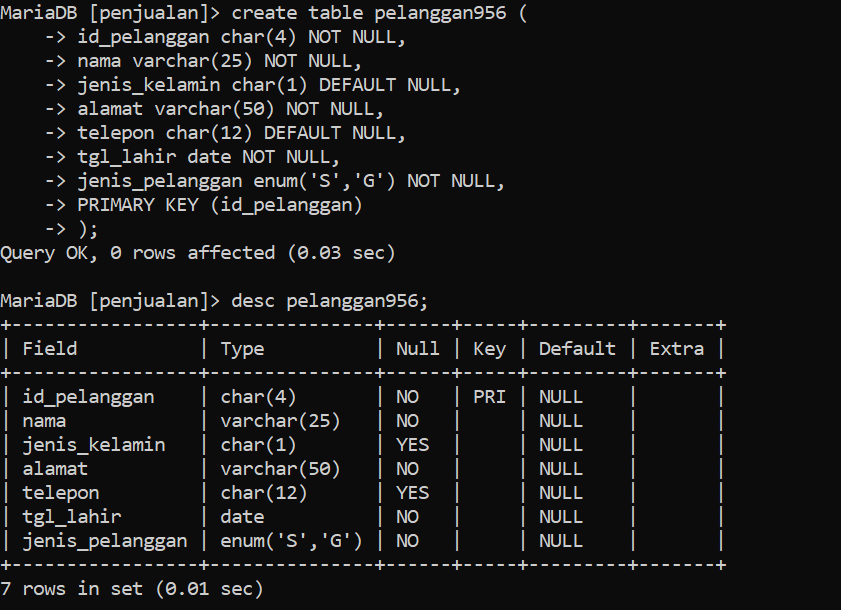 MariaDB [penjualan]> create table pelanggan956 (
    -> id_pelanggan char(4) NOT NULL,
    -> nama varchar(25) NOT NULL,
    -> jenis_kelamin char(1) DEFAULT NULL,
    -> alamat varchar(50) NOT NULL,
    -> telepon char(12) DEFAULT NULL,
    -> tgl_lahir date NOT NULL,
    -> jenis_pelanggan enum('S','G') NOT NULL,
    -> PRIMARY KEY (id_pelanggan)
    -> );
Query OK, 0 rows affected (0.03 sec)

MariaDB [penjualan]> desc pelanggan956;
+-----------------+---------------+------+-----+---------+-------+
| Field           | Type          | Null | Key | Default | Extra |
+-----------------+---------------+------+-----+---------+-------+
| id_pelanggan    | char(4)       | NO   | PRI | NULL    |       |
| nama            | varchar(25)   | NO   |     | NULL    |       |
| jenis_kelamin   | char(1)       | YES  |     | NULL    |       |
| alamat          | varchar(50)   | NO   |     | NULL    |       |
| telepon         | char(12)      | YES  |     | NULL    |       |
| tgl_lahir       | date          | NO   |     | NULL    |       |
| jenis_pelanggan | enum('S','G') | NO   |     | NULL    |       |
+-----------------+---------------+------+-----+---------+-------+
7 rows in set (0.01 sec)